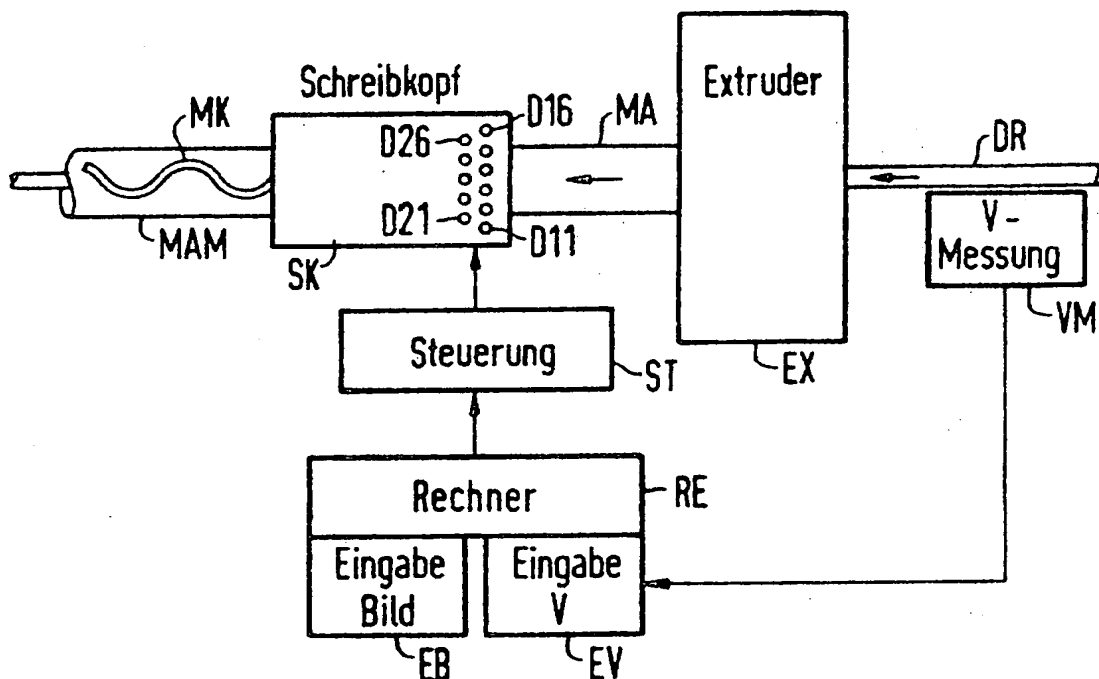 Schreibkopf
Extruder
MK
D16
MA
DR
D26
D21
D11
MAM
SK
V-
Messung
VM
Steuerung
ST
EX
Rechner
RE
Eingabe
Bild
Eingabe
V
EB
EV